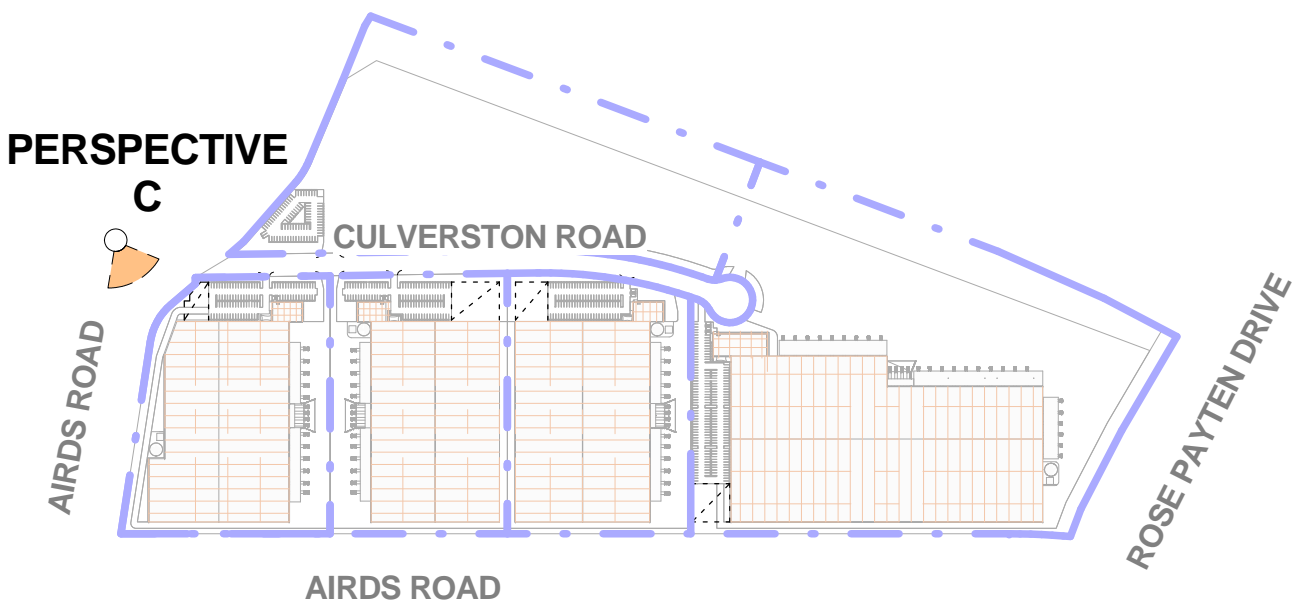 PERSPECTIVE
C
CULVERSTON ROAD
AIRDS ROAD
ROSE PAYTEN DRIVE
AIRDS ROAD